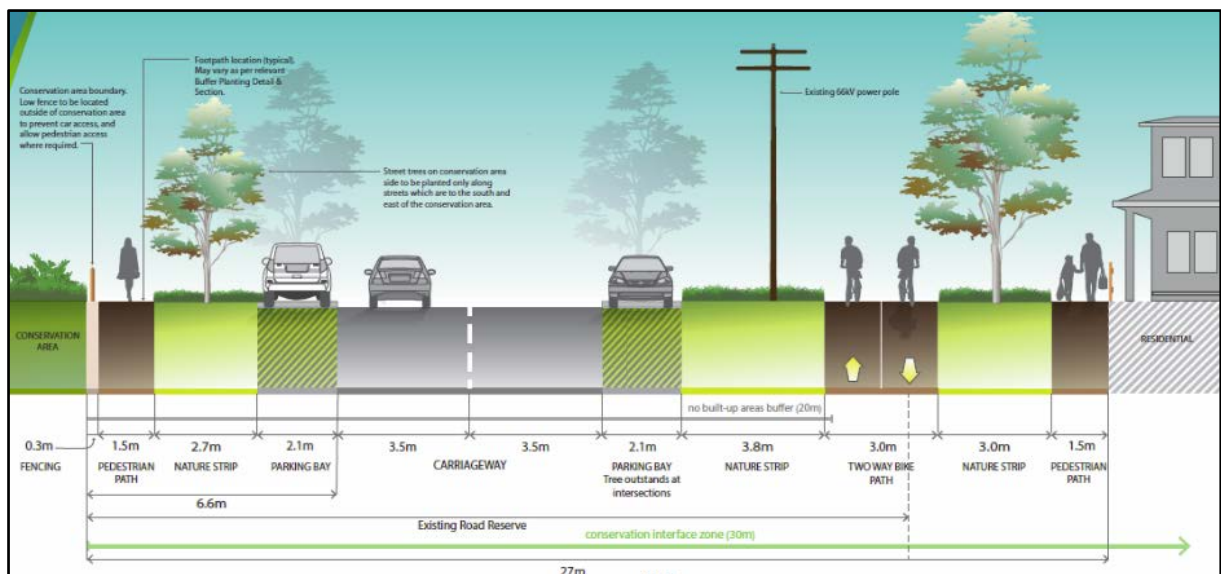 Footpath location (typical).
May vary as per relevant
Buffer Planting Detail &
Section.
Conservation area boundary.
Low fence to be located
outside of conservation area
to prevent car access, and
allow pedestrian access
where required.
Existing 66kV power pole
Street trees on conservation area
side to be planted only along
streets which are to the south and
east of the conservation area.
CONSERVATION
AREA
RESIDENTIAL
no built-up areas buffer (20m)
0.3m 1.5m 2.7m 2.1m 3.5m 3.5m 2.1m 3.8m 3.0m 3.0m 1.5m
FENCING
PEDESTRIAN
PATH
NATURE STRIP
PARKING BAY
CARRIAGEWAY
PARKING BAY
Tree outstands at
intersections
NATURE STRIP
TWO WAY BIKE
PATH
NATURE STRIP
PEDESTRIAN
PATH
6.6m
Existing Road Reserve
conservation interface zone (30m)
27m